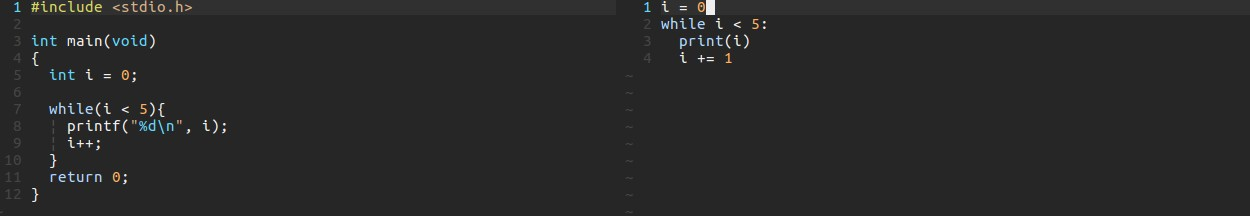 1 #include <stdio.h>
2
3 int main(void)
4 {
5   int i = 0;
6
7   while(i < 5){
8   ¦ printf("%d\n", i);
9   ¦ i++;
10   }
11   return 0;
12 }
1 i = 0
2 while i < 5:
3   print(i)
4   i += 1
~
~
~
~
~
~
~
~
~